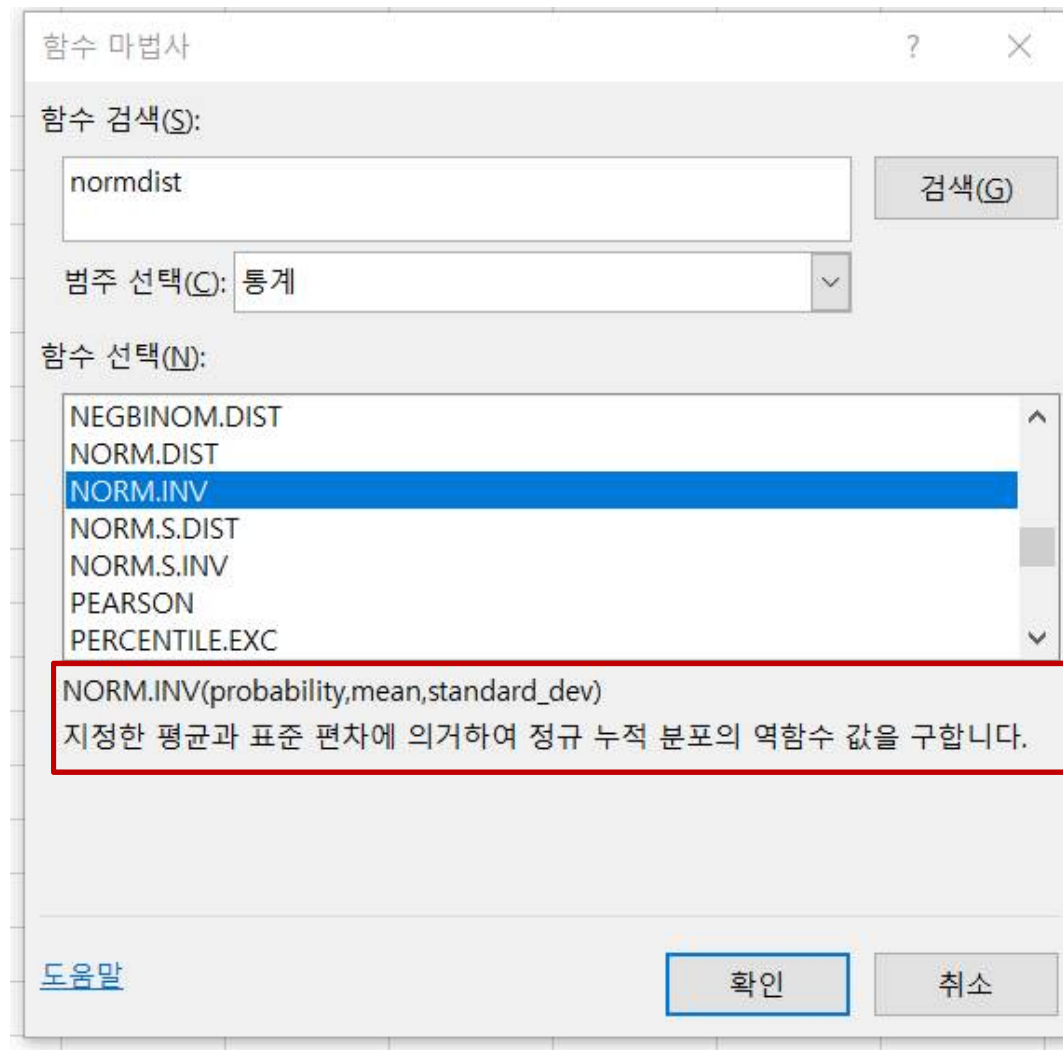 함수 마법사
?
함수 검색(S):
normdist
검색(G)
범주 선택(C): 통계
함수 선택(N):
NEGBINOM.DIST
NORM.DIST
NORM.INV
NORM.S.DIST
NORM.S.INV
PEARSON
PERCENTILE.EXC
NORM.INV(probability,mean,standard_dev)
지정한 평균과 표준 편차에 의거하여 정규 누적 분포의 역함수 값을 구합니다.
도움말
확인
취소